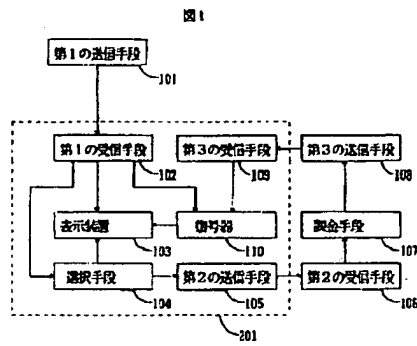 図1
第1の送信手段
101
第1の受信手段
102
第3の受信手段
109
第3の送信手段
108
表示装置
103
110
課金手段
107
選択手段
104
第2の送信手段
105
第2の受信手段
106
201